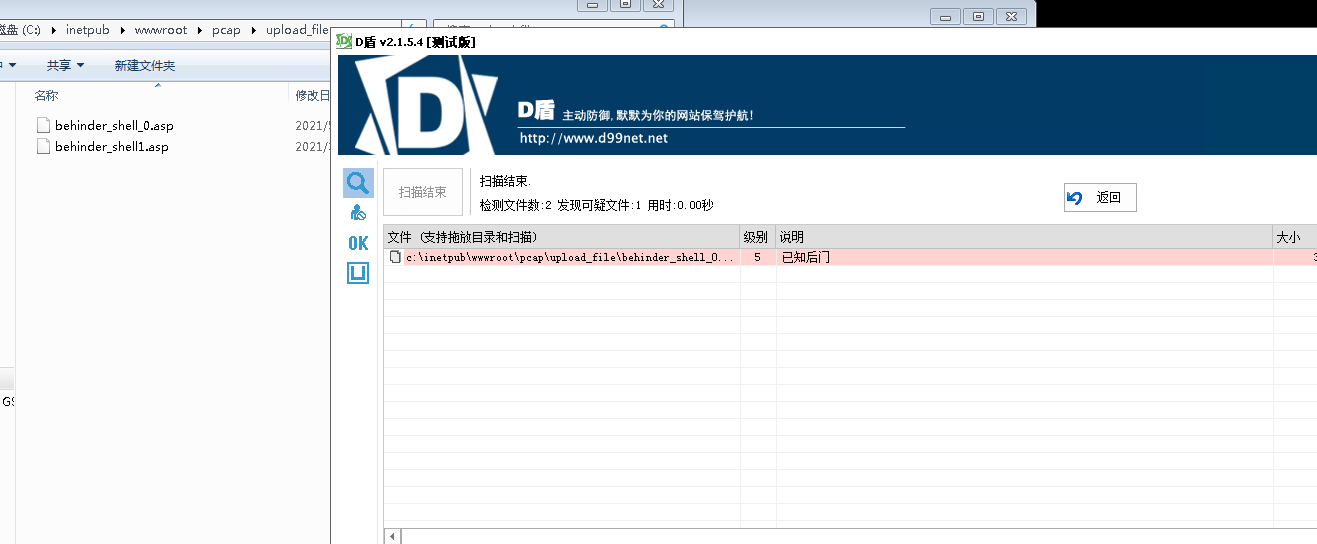 (C:) inetpub wwwroot pcap upload_file
共享 新建文件夹
名称 修改日
behinder_shell_0.asp 2021/
behinder_shell1.asp 2021/
D盾 v2.1.5.4 [测试版]
D盾 主动防御,默默为你的网站保驾护航!
http://www.d99net.net
扫描结束
扫描结束.
检测文件数:2 发现可疑文件:1 用时:0.00秒
返回
OK
文件 (支持拖放目录和扫描) 级别 说明 大小
c:\inetpub\wwwroot\pcap\upload_file\behinder_shell_0... 5 已知后门